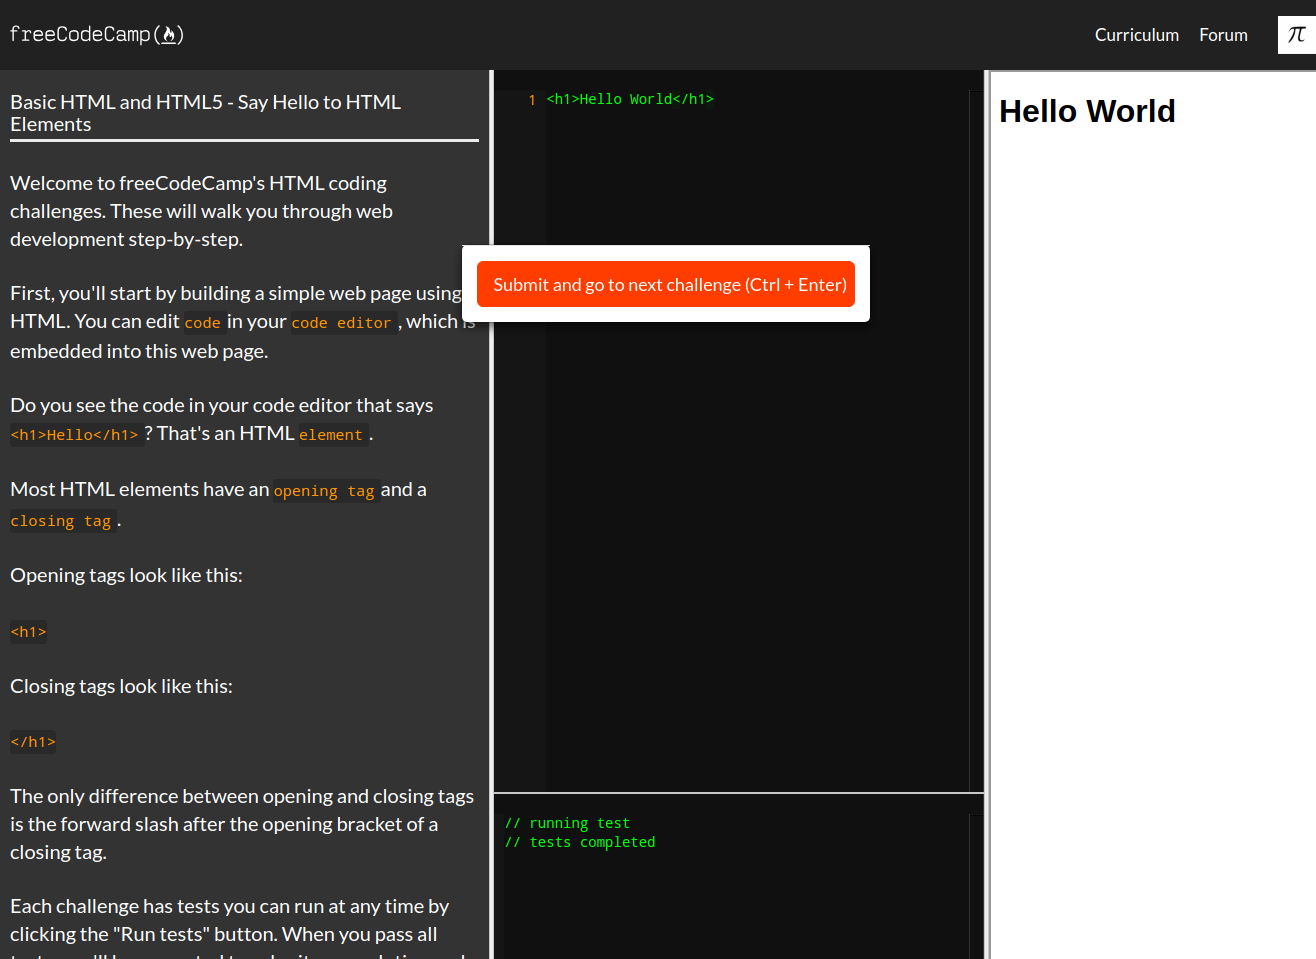 freeCodeCamp(🔥)
Curriculum Forum π
Basic HTML and HTML5 - Say Hello to HTML
Elements
Welcome to freeCodeCamp's HTML coding
challenges. These will walk you through web
development step-by-step.
First, you'll start by building a simple web page using
HTML. You can edit code in your code editor , which is
embedded into this web page.
Do you see the code in your code editor that says
<h1>Hello</h1> ? That's an HTML element .
Most HTML elements have an opening tag and a
closing tag .
Opening tags look like this:
<h1>
Closing tags look like this:
</h1>
The only difference between opening and closing tags
is the forward slash after the opening bracket of a
closing tag.
Each challenge has tests you can run at any time by
clicking the "Run tests" button. When you pass all
1 <h1>Hello World</h1>
Submit and go to next challenge (Ctrl + Enter)
// running test
// tests completed
Hello World